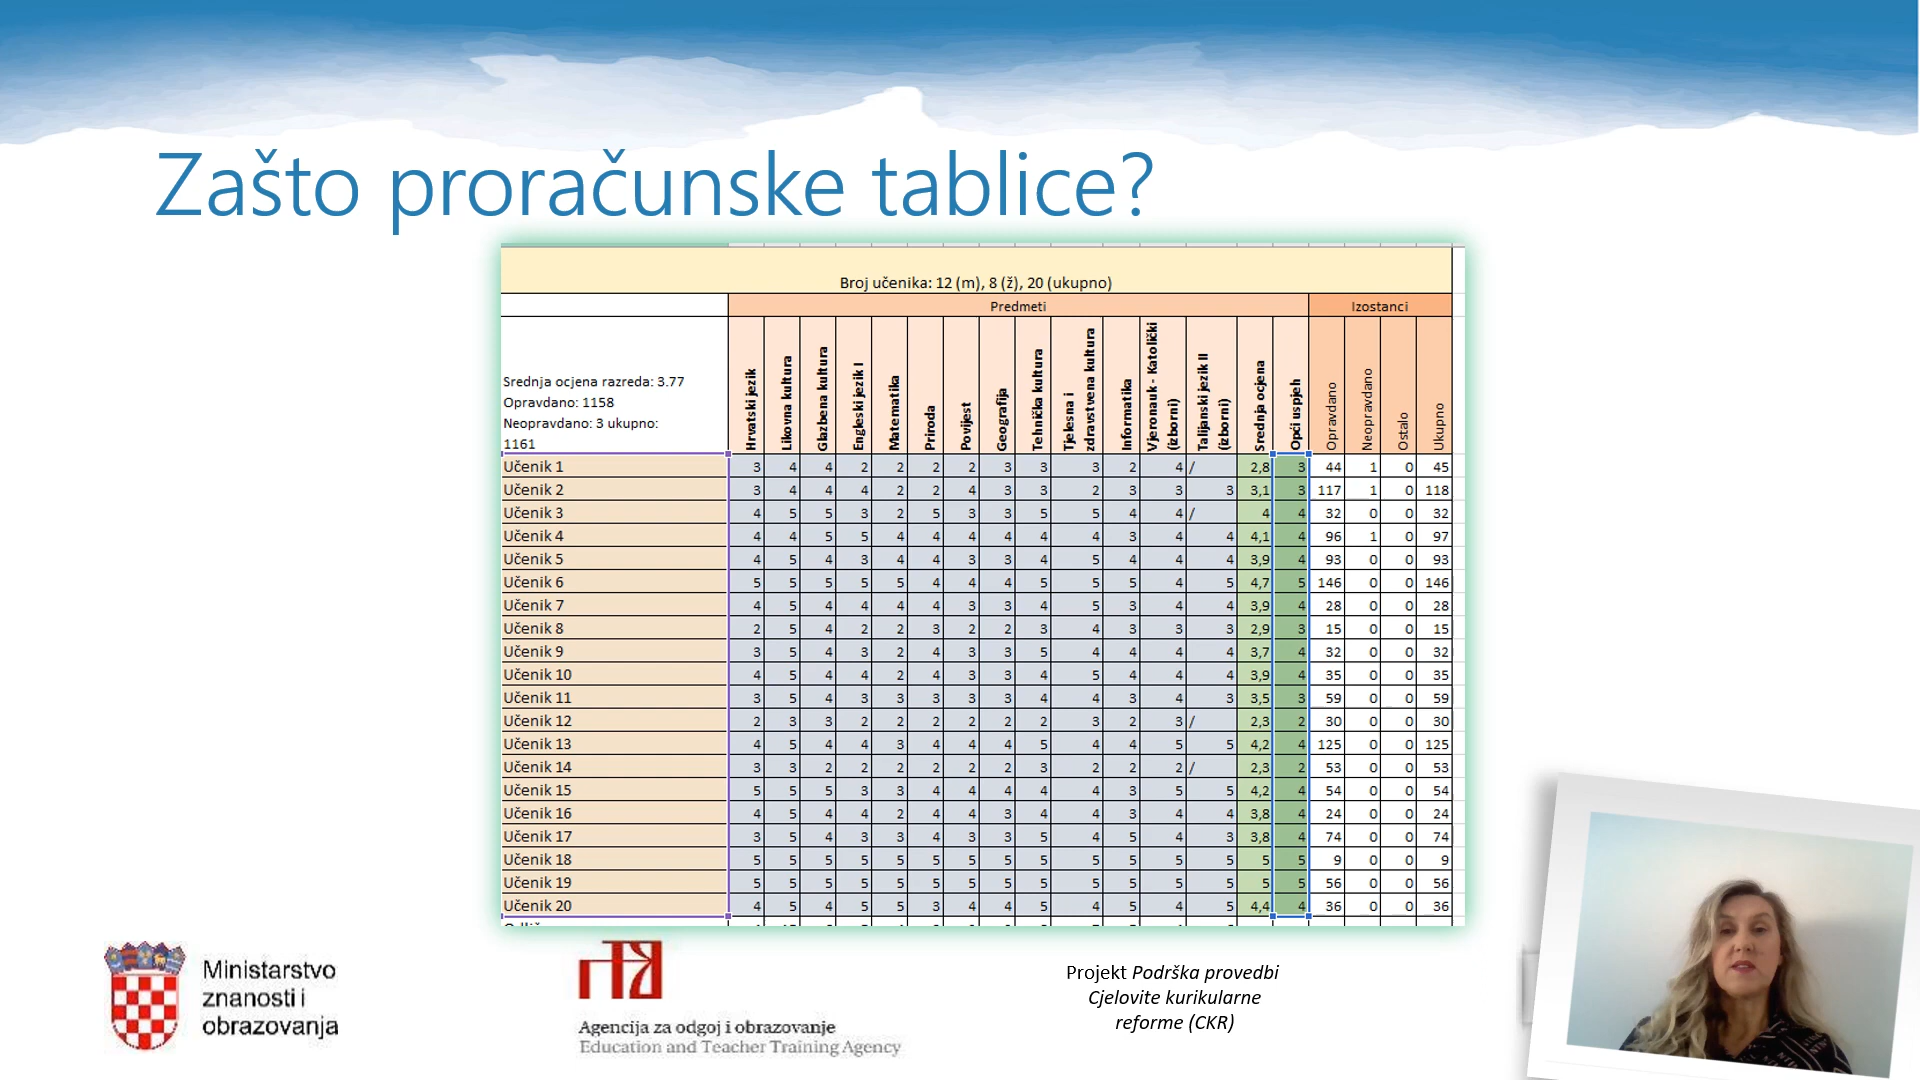 Zašto proračunske tablice?
Broj učenika: 12 (m), 8 (ž), 20 (ukupno)
Predmeti Izostanci
Srednja ocjena razreda: 3.77
Opravdano: 1158
Neopravdano: 3 ukupno:
1161
Hrvatski jezik
Likovna kultura
Glazbena kultura
Engleski jezik I
Matematika
Priroda
Povijest
Geografija
Tehnička kultura
Tjelesna i
zdravstvena kultura
Informatika
Vjeronauk - Katolički
(izborni)
Talijanski jezik II
(izborni)
Srednja ocjena
Opći uspjeh
Opravdano
Neopravdano
Ostalo
Ukupno
Učenik 1 3 4 4 2 2 2 2 3 3 3 2 4 / 2,8 3 44 1 0 45
Učenik 2 3 4 4 4 2 2 4 3 3 2 3 3 3 3,1 3 117 1 0 118
Učenik 3 4 5 5 3 2 5 3 3 5 5 4 4 / 4 4 32 0 0 32
Učenik 4 4 4 5 5 4 4 4 4 4 4 3 4 4 4,1 4 96 1 0 97
Učenik 5 4 5 4 3 4 4 3 3 4 5 4 4 4 3,9 4 93 0 0 93
Učenik 6 5 5 5 5 5 4 4 4 5 5 5 4 5 4,7 5 146 0 0 146
Učenik 7 4 5 4 4 4 4 3 3 4 5 3 4 4 3,9 4 28 0 0 28
Učenik 8 2 5 4 2 2 3 2 2 3 4 3 3 3 2,9 3 15 0 0 15
Učenik 9 3 5 4 3 2 4 3 3 5 4 4 4 4 3,7 4 32 0 0 32
Učenik 10 4 5 4 4 2 4 3 3 4 5 4 4 4 3,9 4 35 0 0 35
Učenik 11 3 5 4 3 3 3 3 3 4 4 3 4 3 3,5 3 59 0 0 59
Učenik 12 2 3 3 2 2 2 2 2 2 3 2 3 / 2,3 2 30 0 0 30
Učenik 13 4 5 4 4 3 4 4 4 5 4 4 5 5 4,2 4 125 0 0 125
Učenik 14 3 3 2 2 2 2 2 2 3 2 2 2 / 2,3 2 53 0 0 53
Učenik 15 5 5 5 3 3 4 4 4 4 4 3 5 5 4,2 4 54 0 0 54
Učenik 16 4 5 4 4 2 4 4 3 4 4 3 4 4 3,8 4 24 0 0 24
Učenik 17 3 5 4 3 3 4 3 3 5 4 5 4 3 3,8 4 74 0 0 74
Učenik 18 5 5 5 5 5 5 5 5 5 5 5 5 5 5 5 9 0 0 9
Učenik 19 5 5 5 5 5 5 5 5 5 5 5 5 5 5 5 56 0 0 56
Učenik 20 4 5 4 5 5 3 4 4 5 4 5 4 5 4,4 4 36 0 0 36
Ministarstvo
znanosti i
obrazovanja
Agencija za odgoj i obrazovanje
Education and Teacher Training Agency
Projekt Podrška provedbi
Cjelovite kurikularne
reforme (CKR)